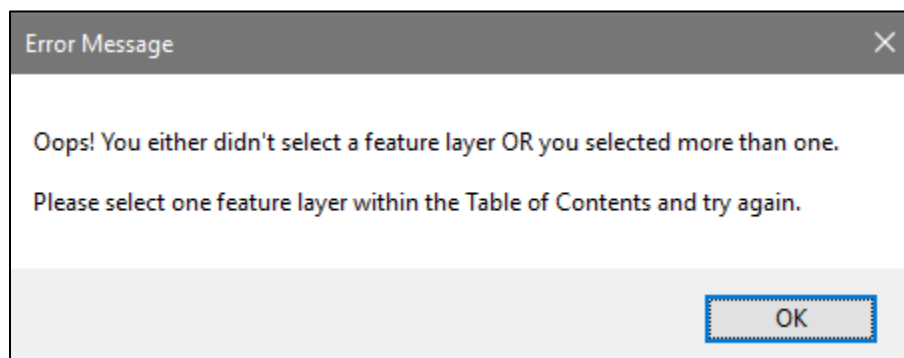 Error Message
Oops! You either didn't select a feature layer OR you selected more than one.
Please select one feature layer within the Table of Contents and try again.
OK